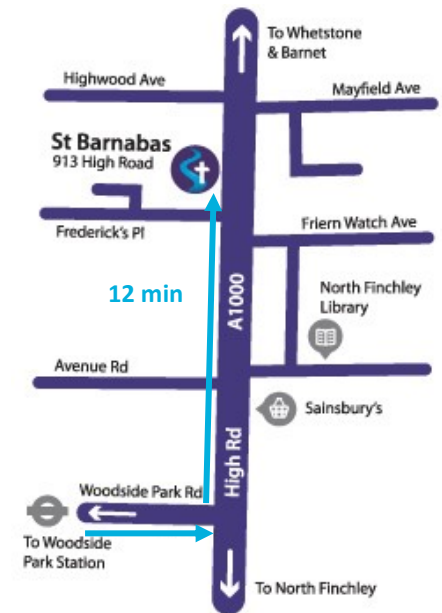 To Whetstone
& Barnet
Highwood Ave
Mayfield Ave
St Barnabas
913 High Road
Frederick's Pl
Friern Watch Ave
12 min
A1000
North Finchley
Library
Avenue Rd
Sainsbury's
High Rd
Woodside Park Rd
To Woodside
Park Station
To North Finchley